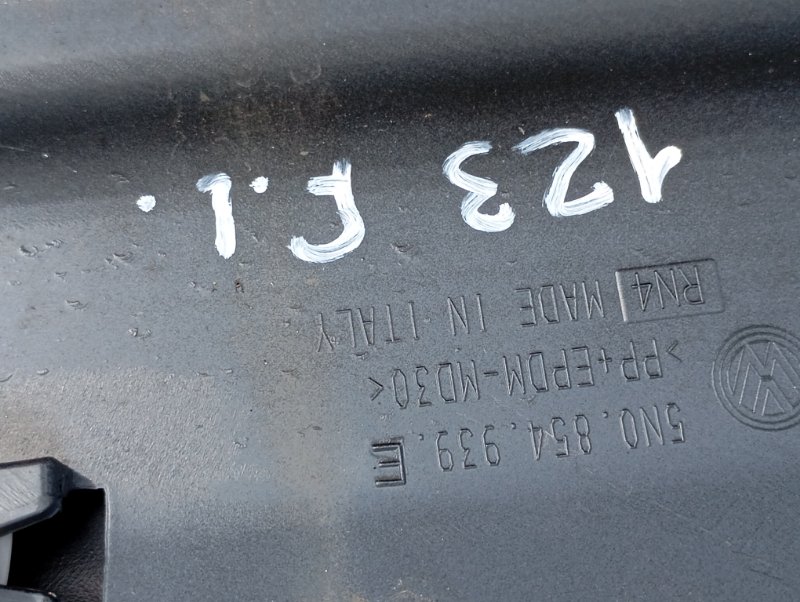 5N0.854.939.E
>PP+EPDM-MD30<
RN4 MADE IN ITALY
123 F.L.